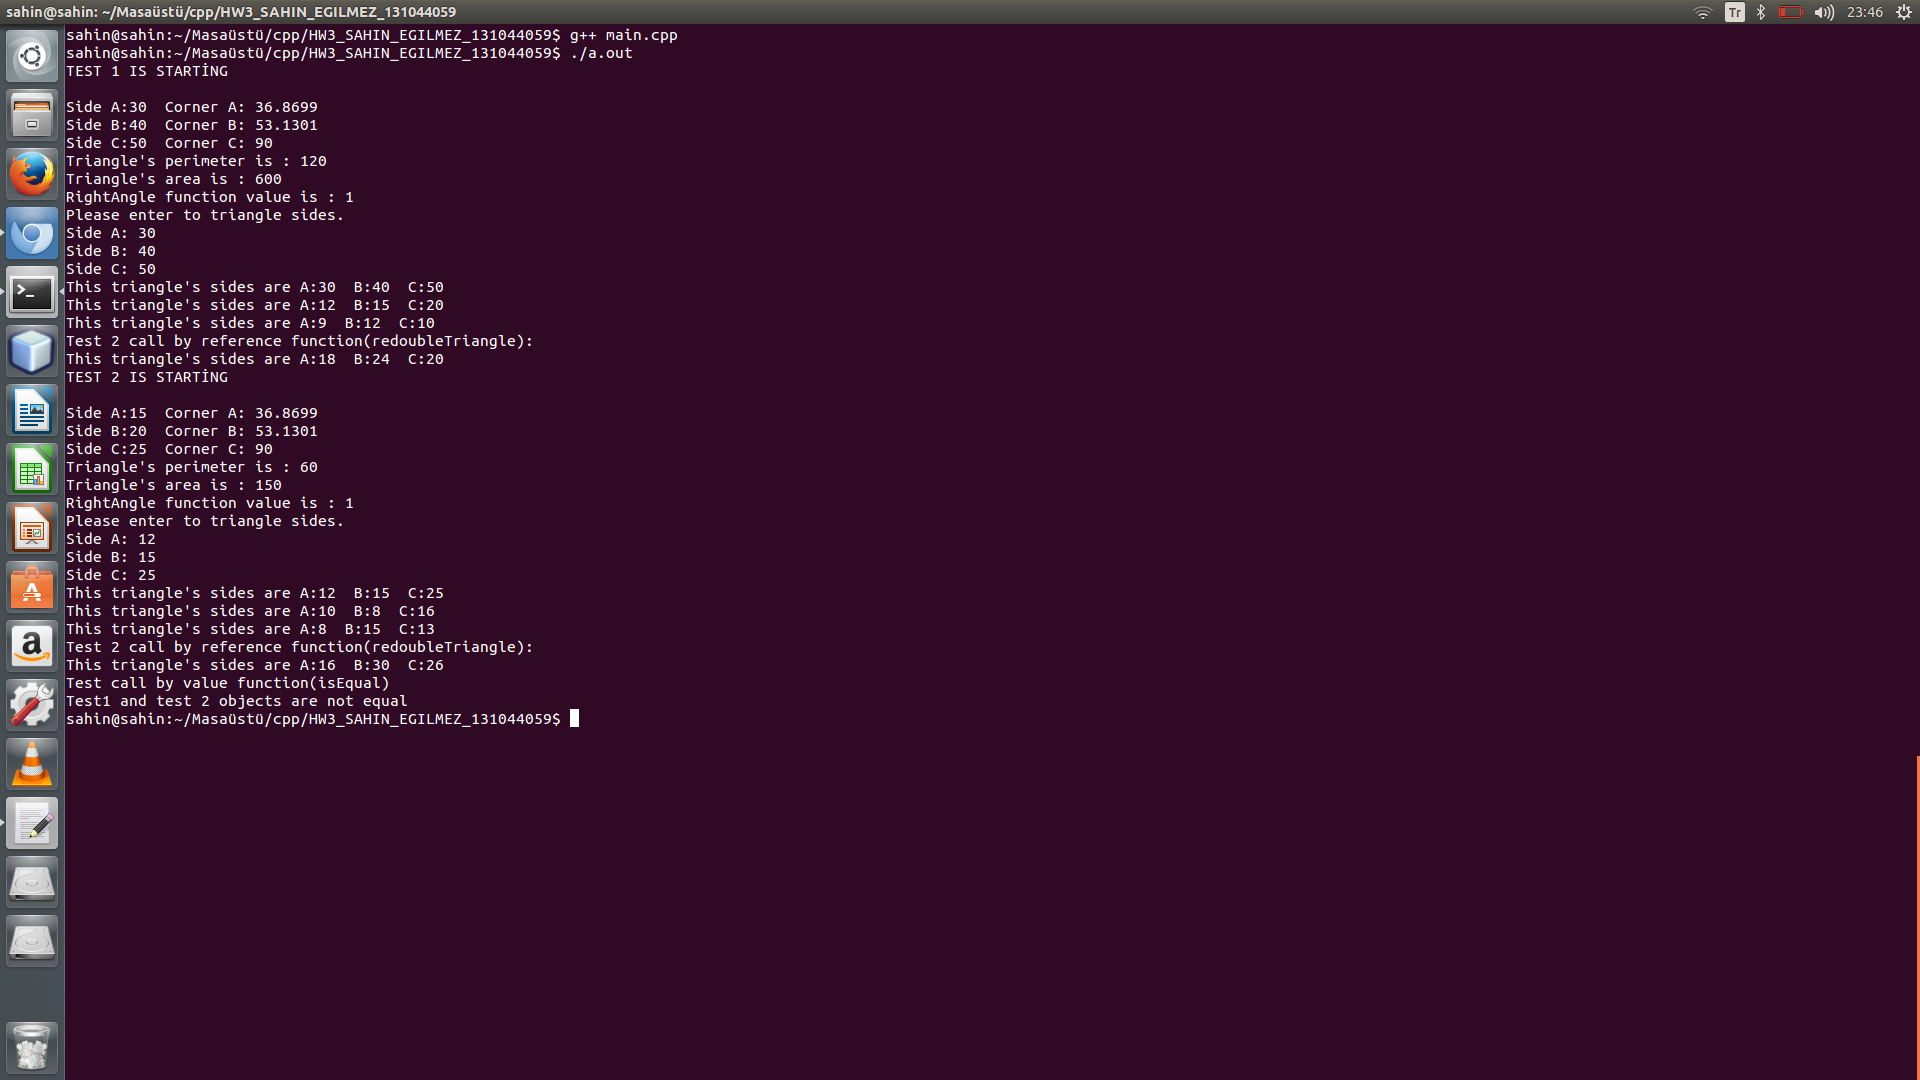 sahin@sahin: ~/Masaüstü/cpp/HW3_SAHIN_EGILMEZ_131044059
Tr
23:46
sahin@sahin:~/Masaüstü/cpp/HW3_SAHIN_EGILMEZ_131044059$ g++ main.cpp
sahin@sahin:~/Masaüstü/cpp/HW3_SAHIN_EGILMEZ_131044059$ ./a.out
TEST 1 IS STARTİNG
Side A:30  Corner A: 36.8699
Side B:40  Corner B: 53.1301
Side C:50  Corner C: 90
Triangle's perimeter is : 120
Triangle's area is : 600
RightAngle function value is : 1
Please enter to triangle sides.
Side A: 30
Side B: 40
Side C: 50
This triangle's sides are A:30  B:40  C:50
This triangle's sides are A:12  B:15  C:20
This triangle's sides are A:9  B:12  C:10
Test 2 call by reference function(redoubleTriangle):
This triangle's sides are A:18  B:24  C:20
TEST 2 IS STARTİNG
Side A:15  Corner A: 36.8699
Side B:20  Corner B: 53.1301
Side C:25  Corner C: 90
Triangle's perimeter is : 60
Triangle's area is : 150
RightAngle function value is : 1
Please enter to triangle sides.
Side A: 12
Side B: 15
Side C: 25
This triangle's sides are A:12  B:15  C:25
This triangle's sides are A:10  B:8  C:16
This triangle's sides are A:8  B:15  C:13
Test 2 call by reference function(redoubleTriangle):
This triangle's sides are A:16  B:30  C:26
Test call by value function(isEqual)
Test1 and test 2 objects are not equal
sahin@sahin:~/Masaüstü/cpp/HW3_SAHIN_EGILMEZ_131044059$